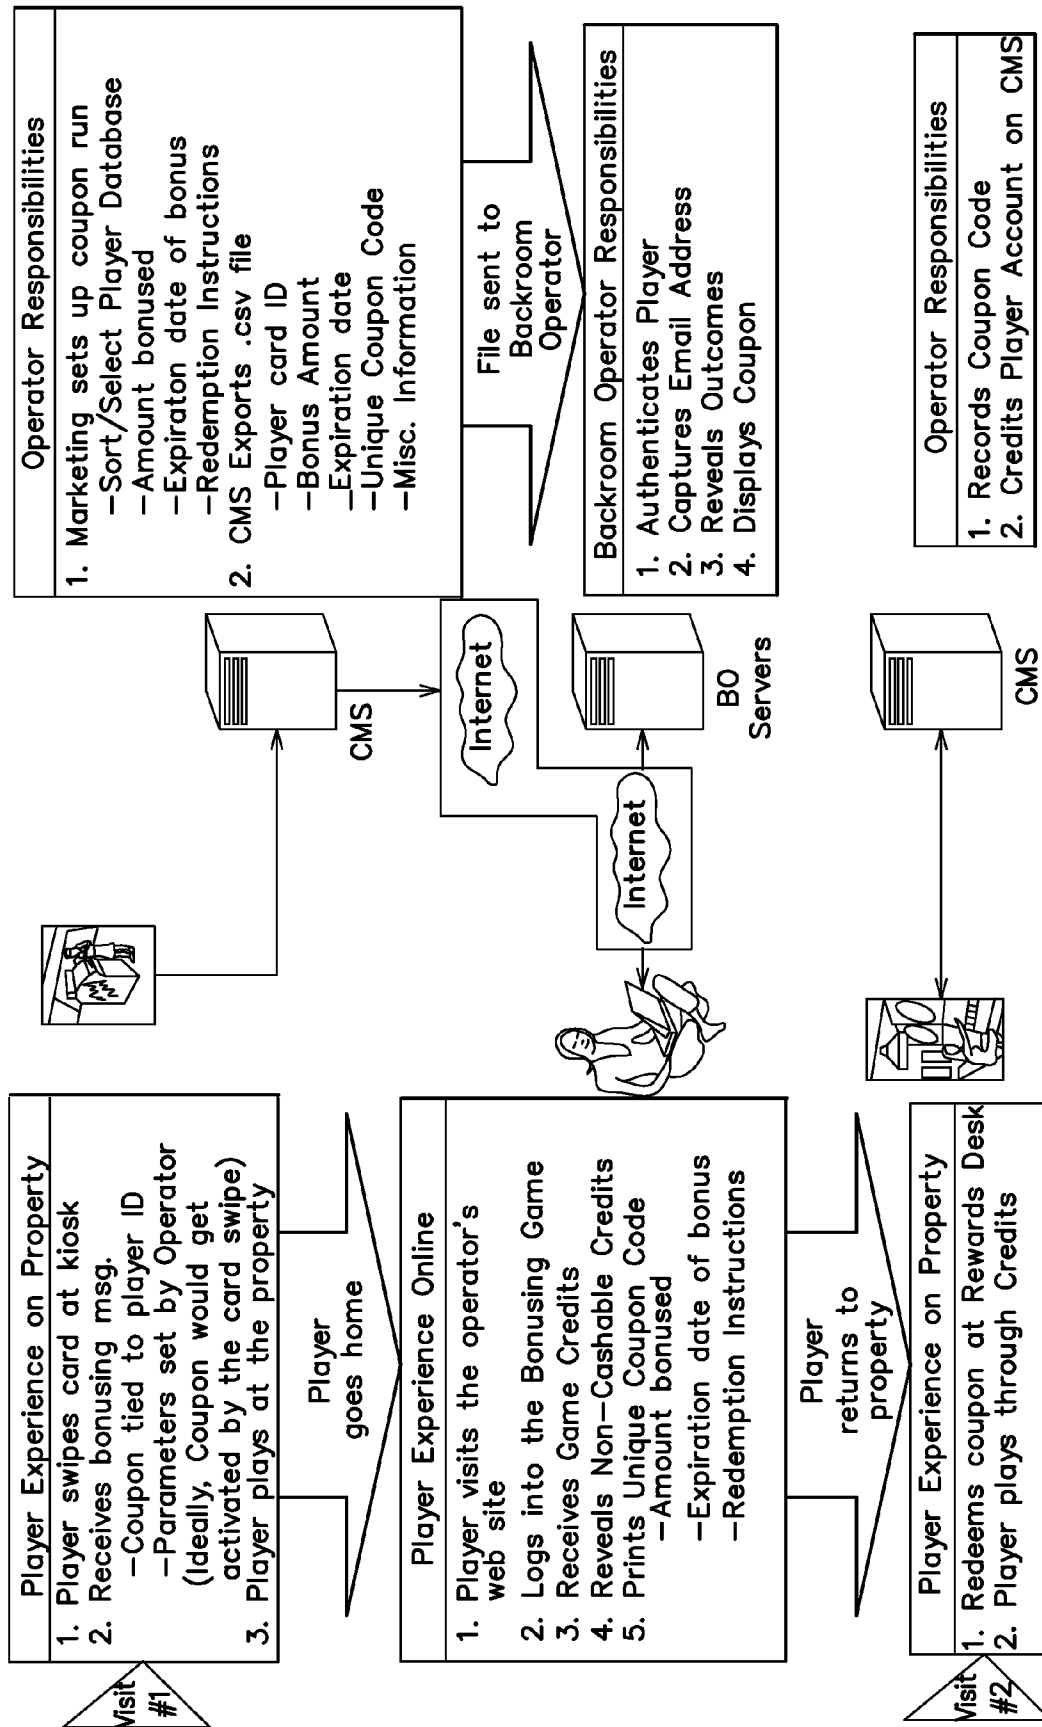 Visit
#1
Player Experience on Property
1. Player swipes card at kiosk
2. Receives bonusing msg.
-Coupon tied to player ID
-Parameters set by Operator
(Ideally, Coupon would get
activated by the card swipe)
3. Player plays at the property
CMS
Operator Responsibilities
1. Marketing sets up coupon run
-Sort/Select Player Database
-Amount bonused
-Expiraton date of bonus
-Redemption Instructions
2. CMS Exports .csv file
-Player card ID
-Bonus Amount
-Expiration date
-Unique Coupon Code
-Misc. Information
Player
goes home
Internet
File sent to
Backroom
Operator
Player Experience Online
1. Player visits the operator's
web site
2. Logs into the Bonusing Game
3. Receives Game Credits
4. Reveals Non-Cashable Credits
5. Prints Unique Coupon Code
-Amount bonused
-Expiration date of bonus
-Redemption Instructions
Internet
BO
Servers
Backroom Operator Responsibilities
1. Authenticates Player
2. Captures Email Address
3. Reveals Outcomes
4. Displays Coupon
Player
returns to
property
Visit
#2
Player Experience on Property
1. Redeems coupon at Rewards Desk
2. Player plays through Credits
CMS
Operator Responsibilities
1. Records Coupon Code
2. Credits Player Account on CMS